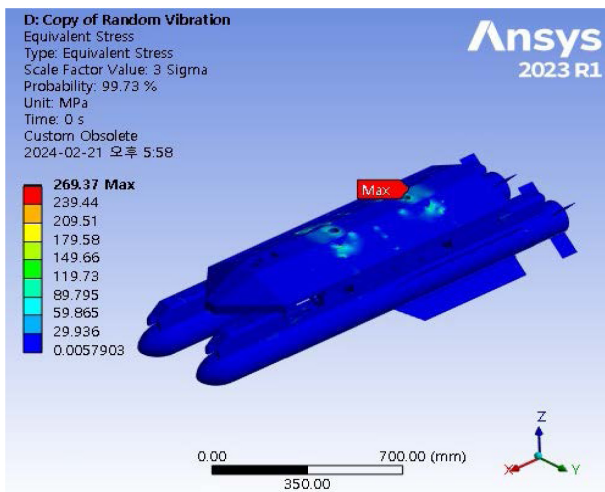 D: Copy of Random Vibration
Equivalent Stress
Type: Equivalent Stress
Scale Factor Value: 3 Sigma
Probability: 99.73 %
Unit: MPa
Time: 0 s
Custom Obsolete
2024-02-21 오후 5:58
Ansys
2023 R1
269.37 Max
239.44
209.51
179.58
149.66
119.73
89.795
59.865
29.936
0.0057903
Max
0.00
700.00 (mm)
350.00
Z
X
Y